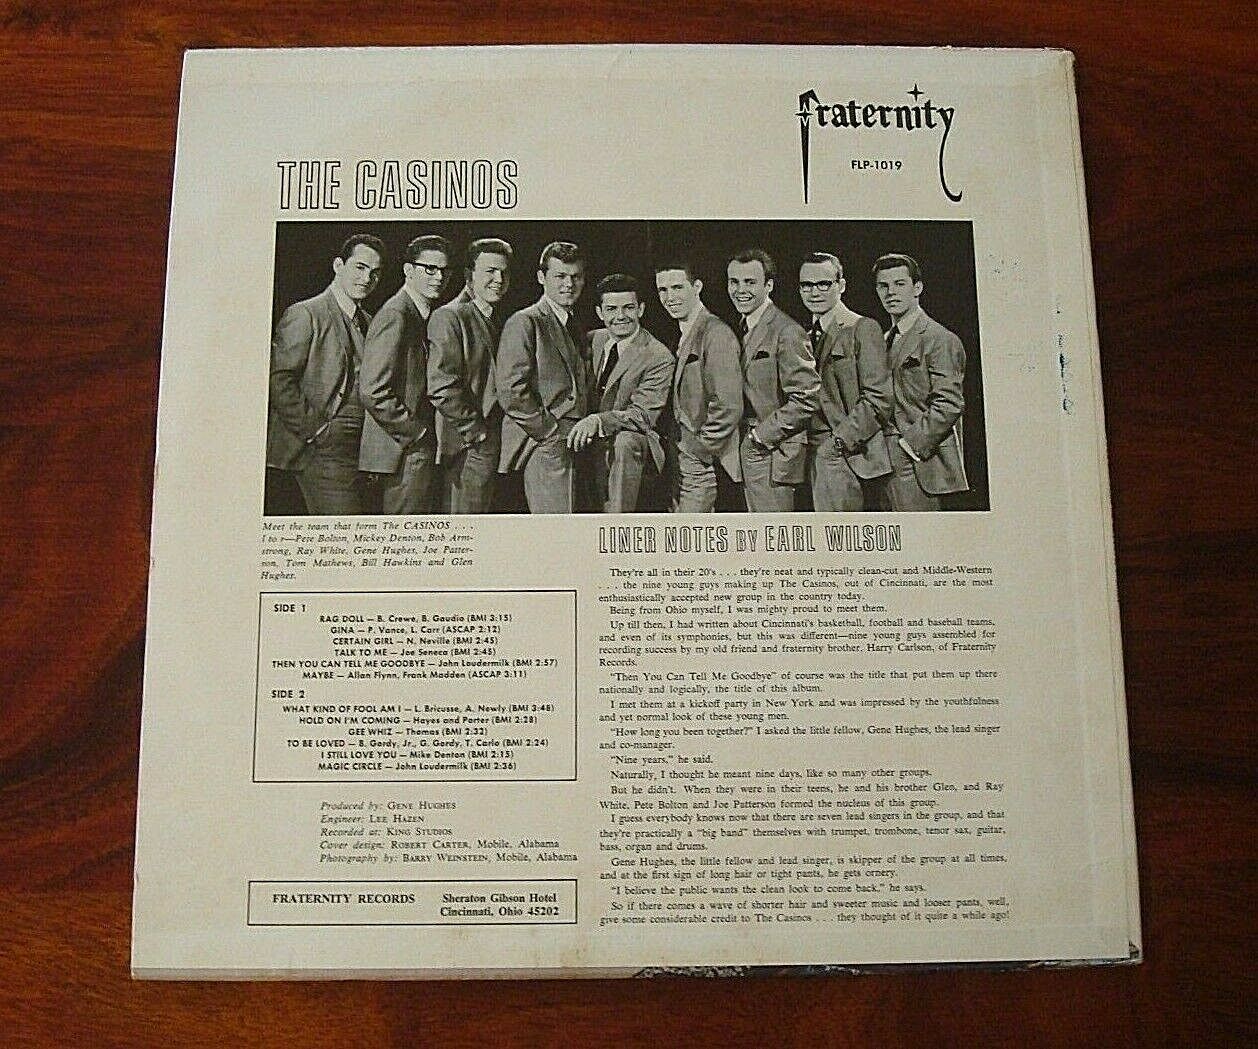 fraternity
FLP-1019
THE CASINOS
Meet the team that form The CASINOS . . .
l to r—Pete Bolton, Mickey Denton, Bob Arm-
strong, Ray White, Gene Hughes, Joe Patter-
son, Tom Mathews, Bill Hawkins and Glen
Hughes.
SIDE 1
RAG DOLL — B. Crewe, B. Gaudio (BMI 3:15)
GINA — P. Vance, L. Carr (ASCAP 2:12)
CERTAIN GIRL — N. Neville (BMI 2:45)
TALK TO ME — Joe Seneca (BMI 2:45)
THEN YOU CAN TELL ME GOODBYE — John Loudermilk (BMI 2:57)
MAYBE — Allan Flynn, Frank Madden (ASCAP 3:11)
SIDE 2
WHAT KIND OF FOOL AM I — L. Bricusse, A. Newly (BMI 3:48)
HOLD ON I'M COMING — Hayes and Porter (BMI 2:28)
GEE WHIZ — Thomas (BMI 2:32)
TO BE LOVED — B. Gordy, Jr., G. Gordy, T. Carlo (BMI 2:24)
I STILL LOVE YOU — Mike Denton (BMI 2:15)
MAGIC CIRCLE — John Loudermilk (BMI 2:36)
Produced by: GENE HUGHES
Engineer: LEE HAZEN
Recorded at: KING STUDIOS
Cover design: ROBERT CARTER, Mobile, Alabama
Photography by: BARRY WEINSTEIN, Mobile, Alabama
FRATERNITY RECORDS Sheraton Gibson Hotel
Cincinnati, Ohio 45202
LINER NOTES BY EARL WILSON
They're all in their 20's . . . they're neat and typically clean-cut and Middle-Western
. . . the nine young guys making up The Casinos, out of Cincinnati, are the most
enthusiastically accepted new group in the country today.
Being from Ohio myself, I was mighty proud to meet them.
Up till then, I had written about Cincinnati's basketball, football and baseball teams,
and even of its symphonies, but this was different—nine young guys assembled for
recording success by my old friend and fraternity brother, Harry Carlson, of Fraternity
Records.
"Then You Can Tell Me Goodbye" of course was the title that put them up there
nationally and logically, the title of this album.
I met them at a kickoff party in New York and was impressed by the youthfulness
and yet normal look of these young men.
"How long you been together?" I asked the little fellow, Gene Hughes, the lead singer
and co-manager.
"Nine years," he said.
Naturally, I thought he meant nine days, like so many other groups.
But he didn't. When they were in their teens, he and his brother Glen, and Ray
White, Pete Bolton and Joe Patterson formed the nucleus of this group.
I guess everybody knows now that there are seven lead singers in the group, and that
they're practically a "big band" themselves with trumpet, trombone, tenor sax, guitar,
bass, organ and drums.
Gene Hughes, the little fellow and lead singer, is skipper of the group at all times,
and at the first sign of long hair or tight pants, he gets ornery.
"I believe the public wants the clean look to come back," he says.
So if there comes a wave of shorter hair and sweeter music and looser pants, well,
give some considerable credit to The Casinos . . . they thought of it quite a while ago!